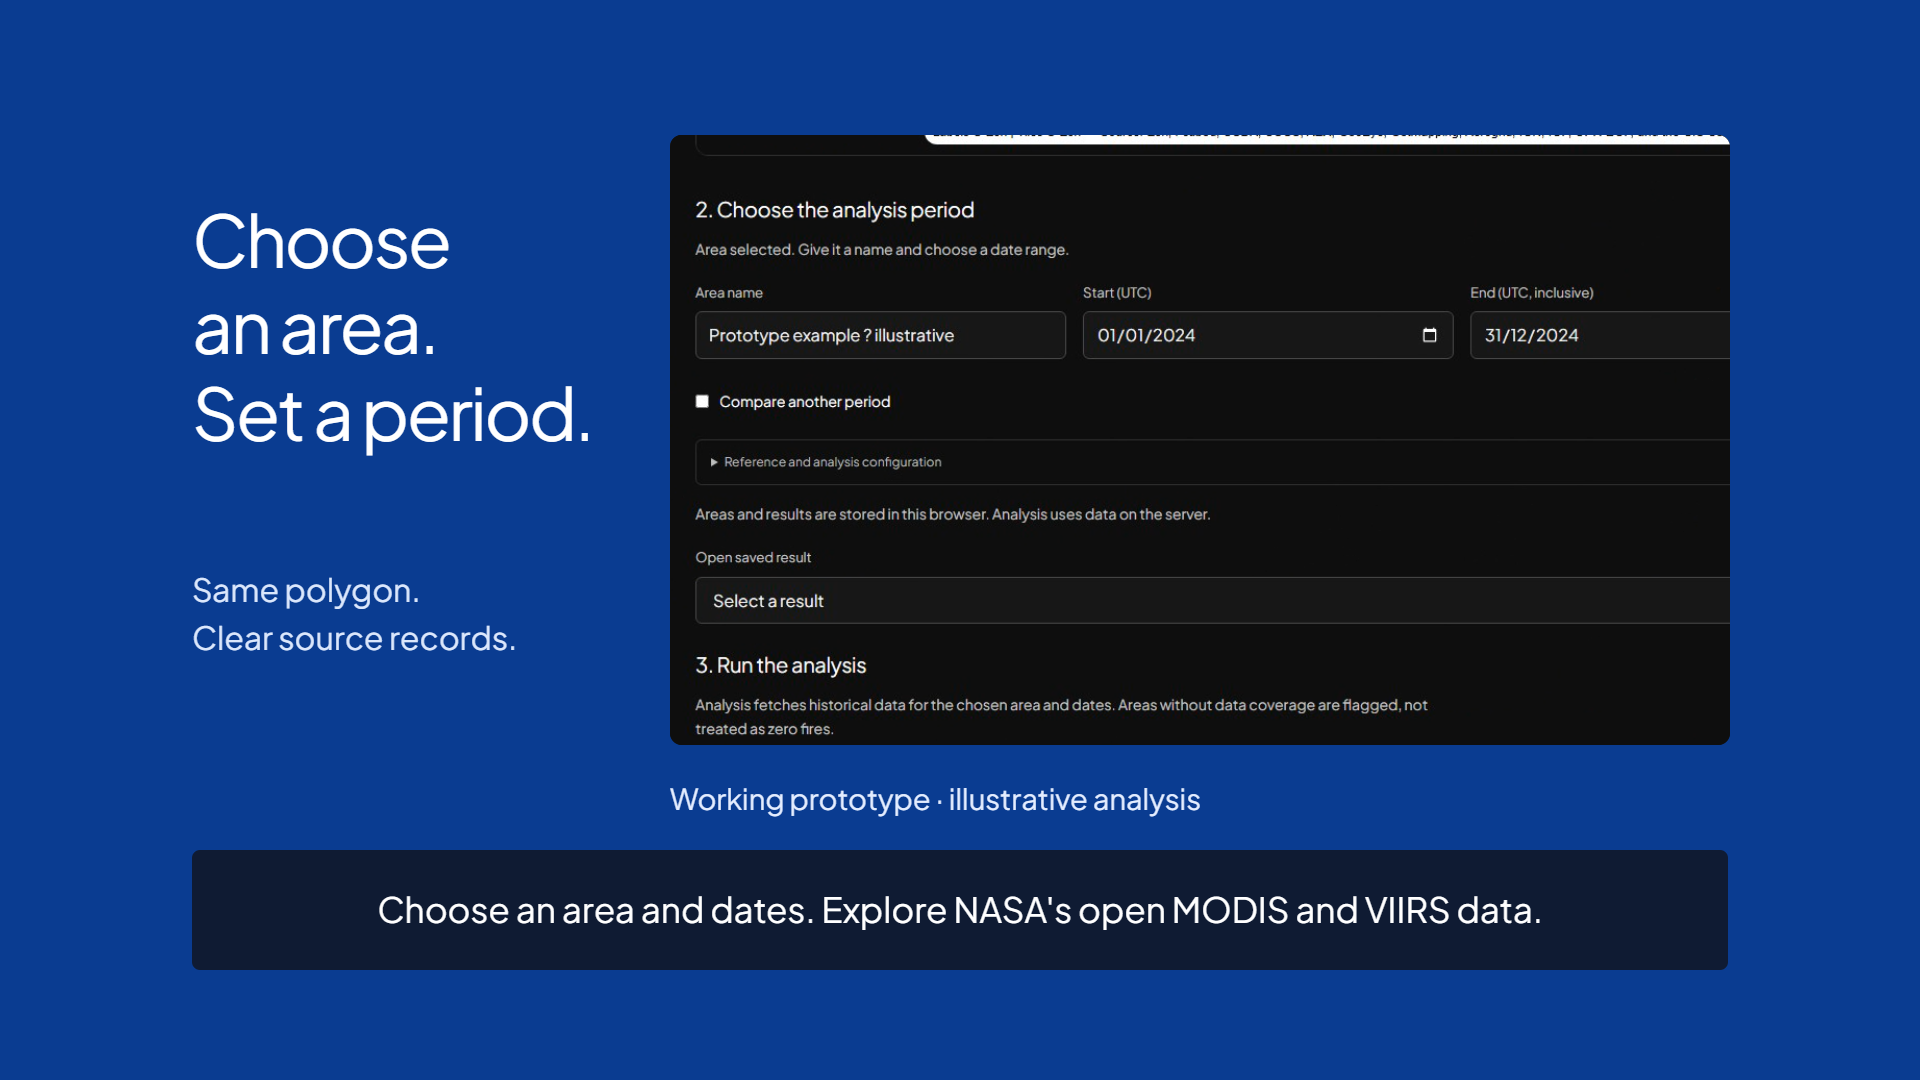 Choose
an area.
Set a period.
Same polygon.
Clear source records.
2. Choose the analysis period
Area selected. Give it a name and choose a date range.
Area name
Start (UTC)
End (UTC, inclusive)
Prototype example ? illustrative
01/01/2024
31/12/2024
Compare another period
Reference and analysis configuration
Areas and results are stored in this browser. Analysis uses data on the server.
Open saved result
Select a result
3. Run the analysis
Analysis fetches historical data for the chosen area and dates. Areas without data coverage are flagged, not
treated as zero fires.
Working prototype · illustrative analysis
Choose an area and dates. Explore NASA's open MODIS and VIIRS data.